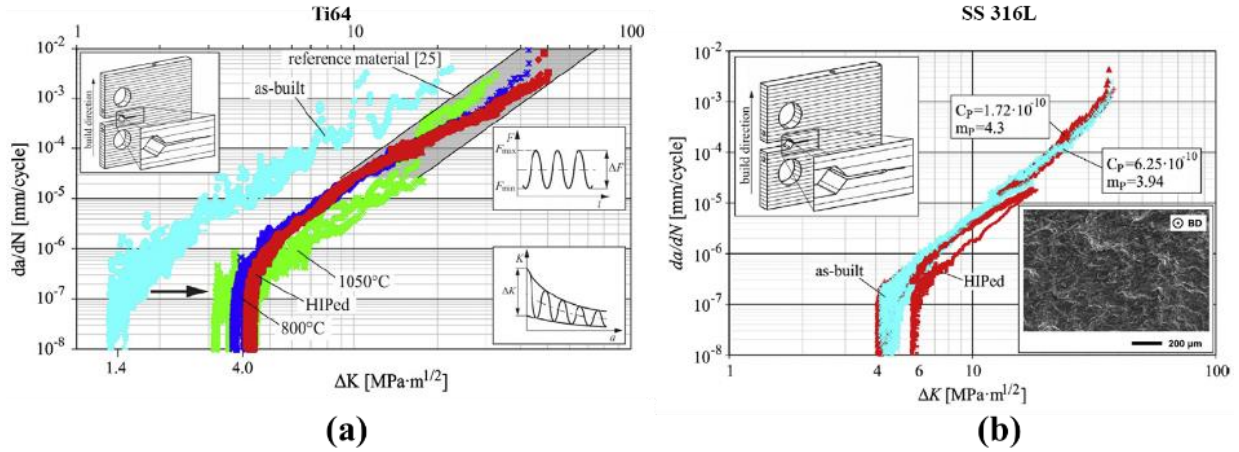 Ti64
1
10
100
10⁻²
10⁻³
10⁻⁴
10⁻⁵
10⁻⁶
10⁻⁷
10⁻⁸
da/dN [mm/cycle]
build direction
reference material [25]
as-built
F
Fmax
Fmin
ΔF
t
1050°C
HIPed
800°C
K
ΔK
a
1.4
4.0
ΔK [MPa·m^1/2]
(a)
SS 316L
10⁻²
10⁻³
10⁻⁴
10⁻⁵
10⁻⁶
10⁻⁷
10⁻⁸
da/dN [mm/cycle]
build direction
C_P=1.72·10⁻¹⁰
m_P=4.3
C_P=6.25·10⁻¹⁰
m_P=3.94
as-built
HIPed
BD
200 µm
1
4
6
10
100
ΔK [MPa·m^1/2]
(b)